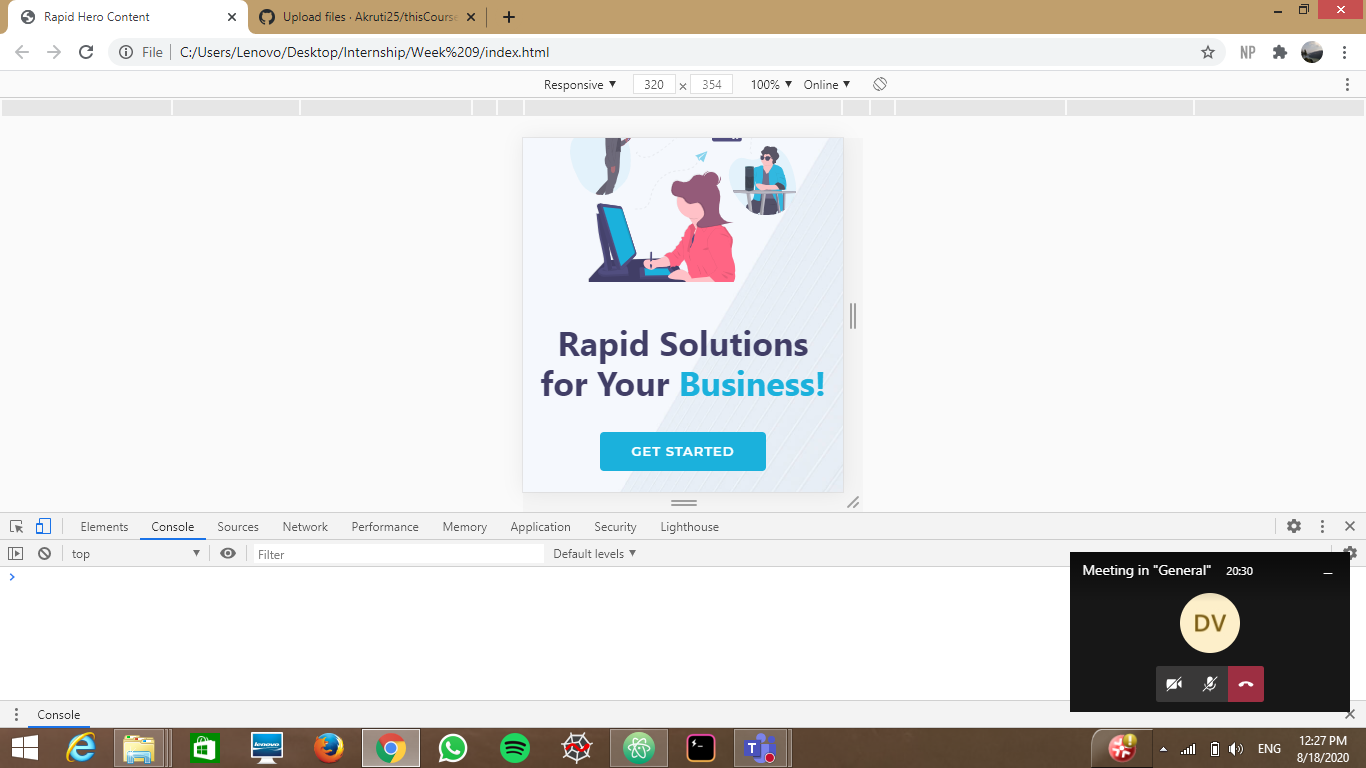 Rapid Hero Content
Upload files · Akruti25/thisCourse
File
C:/Users/Lenovo/Desktop/Internship/Week%209/index.html
NP
Responsive ▼ 320 × 354 100% ▼ Online ▼
Rapid Solutions
for Your Business!
GET STARTED
Elements Console Sources Network Performance Memory Application Security Lighthouse
top ▼ Filter Default levels ▼
Meeting in "General" 20:30
DV
Console
lenovo
ENG
12:27 PM
8/18/2020